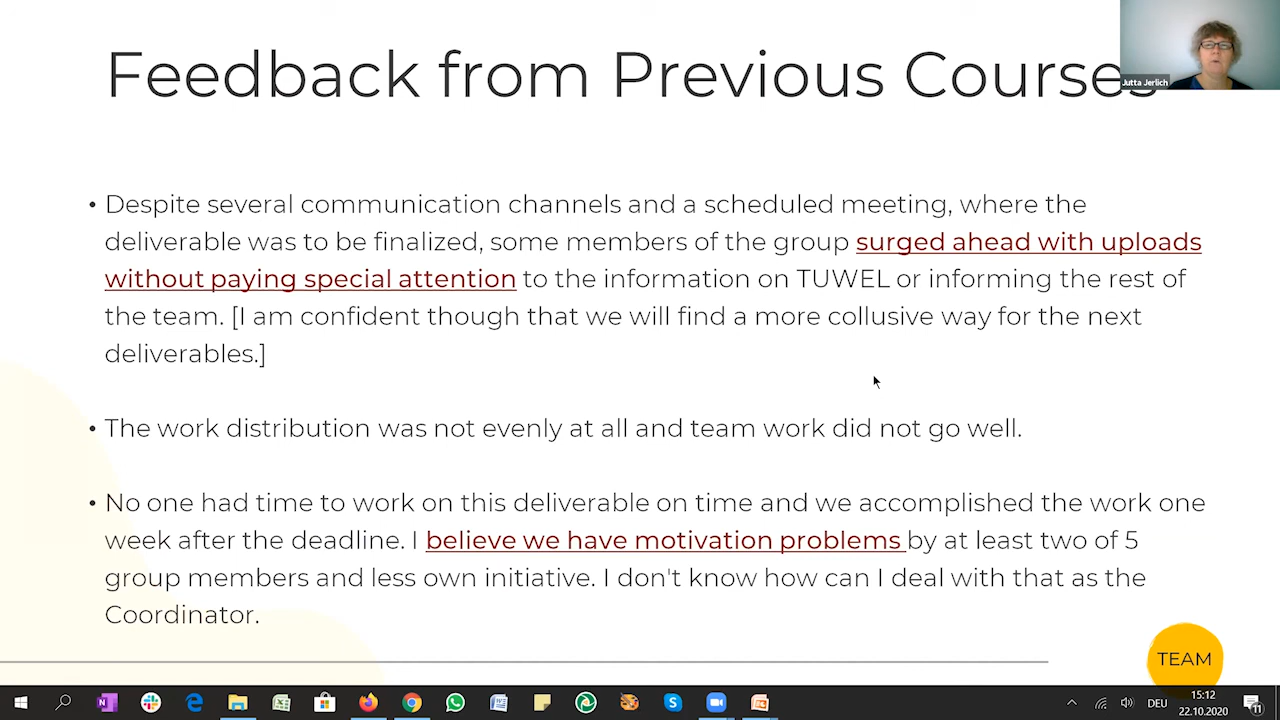 Feedback from Previous Courses
Jutta Jerlich
• Despite several communication channels and a scheduled meeting, where the
deliverable was to be finalized, some members of the group surged ahead with uploads
without paying special attention to the information on TUWEL or informing the rest of
the team. [I am confident though that we will find a more collusive way for the next
deliverables.]
• The work distribution was not evenly at all and team work did not go well.
• No one had time to work on this deliverable on time and we accomplished the work one
week after the deadline. I believe we have motivation problems by at least two of 5
group members and less own initiative. I don't know how can I deal with that as the
Coordinator.
TEAM
DEU
15:12
22.10.2020
11